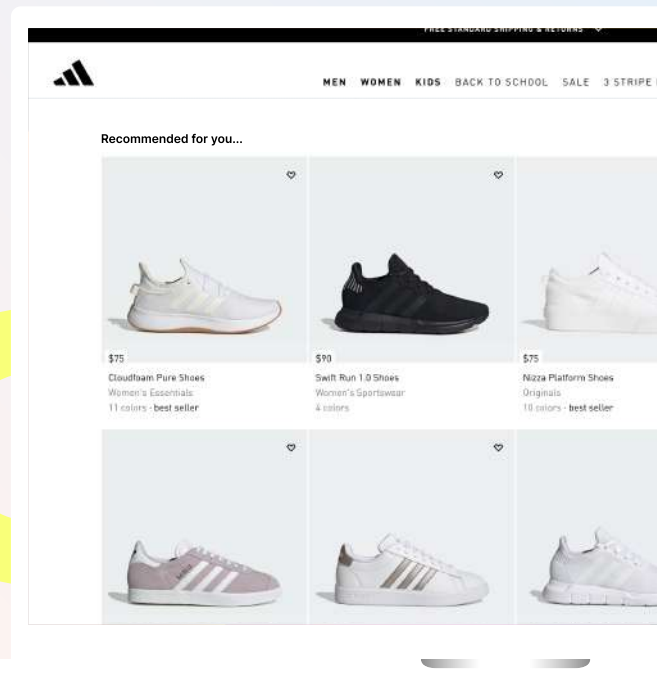 FREE STANDARD SHIPPING & RETURNS
MEN WOMEN KIDS BACK TO SCHOOL SALE 3 STRIPE
Recommended for you...
$75
Cloudfoam Pure Shoes
Women's Essentials
11 colors · best seller
$90
Swift Run 1.0 Shoes
Women's Sportswear
4 colors
$75
Nizza Platform Shoes
Originals
10 colors · best seller